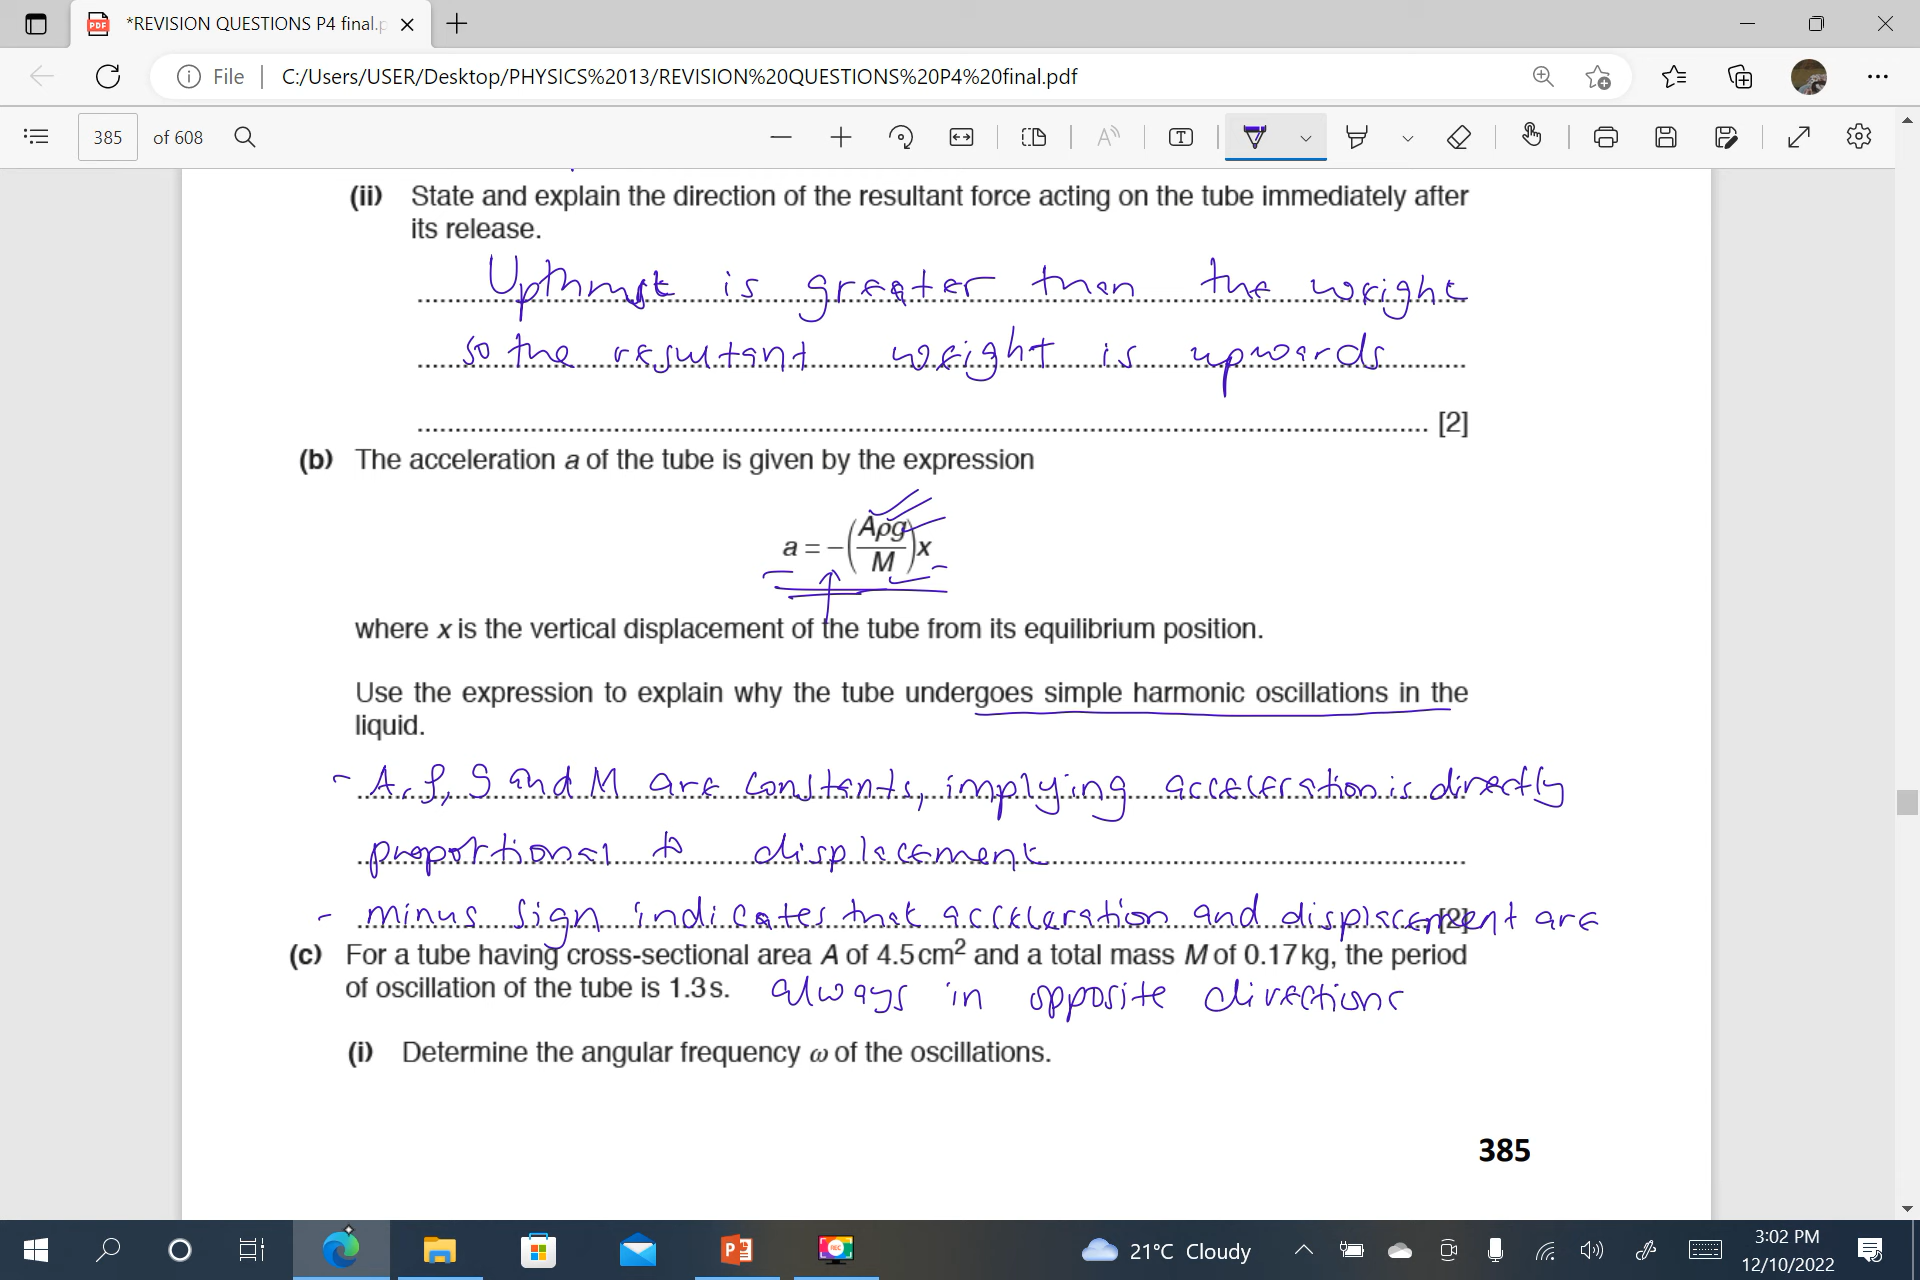 *REVISION QUESTIONS P4 final.p
File C:/Users/USER/Desktop/PHYSICS%2013/REVISION%20QUESTIONS%20P4%20final.pdf
385 of 608
(ii) State and explain the direction of the resultant force acting on the tube immediately after
its release.
Upthrust is greater than the weight
so the resultant weight is upwards
[2]
(b) The acceleration a of the tube is given by the expression
a = −(Aρg/M)x
where x is the vertical displacement of the tube from its equilibrium position.
Use the expression to explain why the tube undergoes simple harmonic oscillations in the
liquid.
- A, ρ, g and M are constants, implying acceleration is directly
proportional to displacement
- minus sign indicates that acceleration and displacement are
[2]
(c) For a tube having cross-sectional area A of 4.5 cm² and a total mass M of 0.17 kg, the period
of oscillation of the tube is 1.3 s. always in opposite directions
(i) Determine the angular frequency ω of the oscillations.
385
21°C Cloudy
3:02 PM
12/10/2022